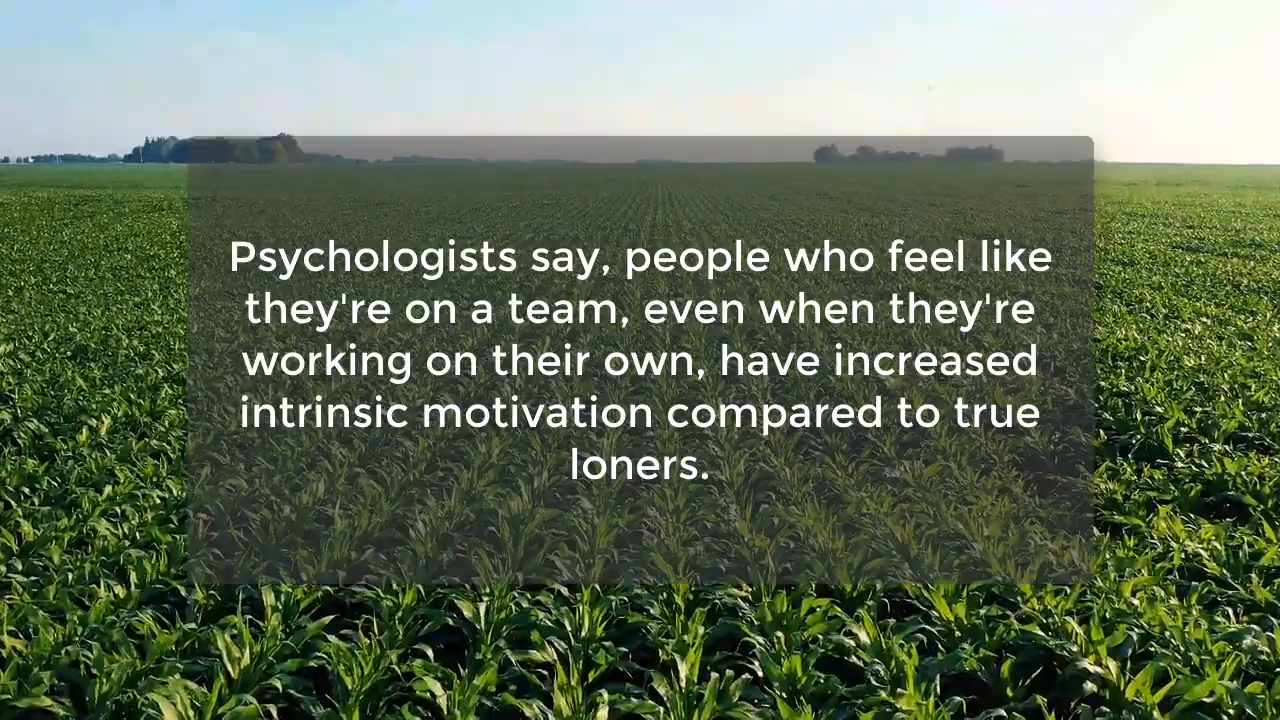 Psychologists say, people who feel like
they're on a team, even when they're
working on their own, have increased
intrinsic motivation compared to true
loners.